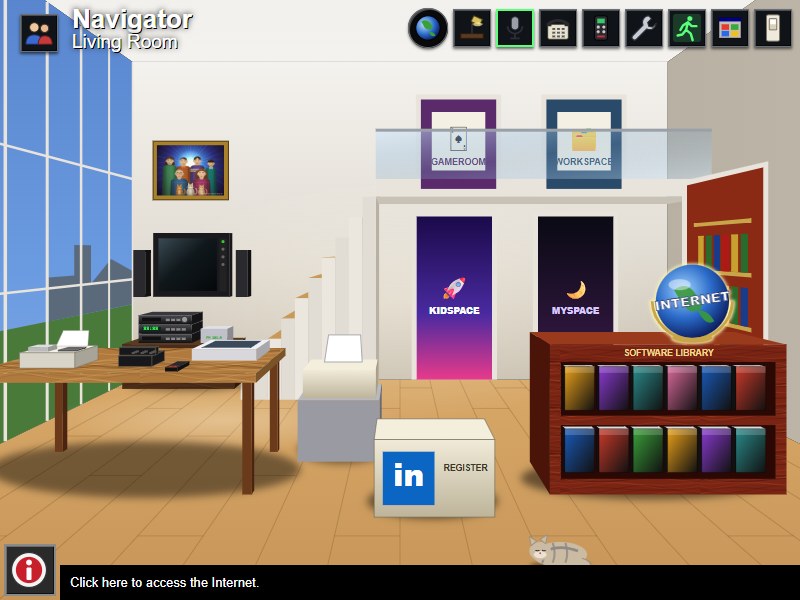 Navigator
Living Room
GAMEROOM
WORKSPACE
KIDSPACE
MYSPACE
INTERNET
SOFTWARE LIBRARY
in
REGISTER
i
Click here to access the Internet.